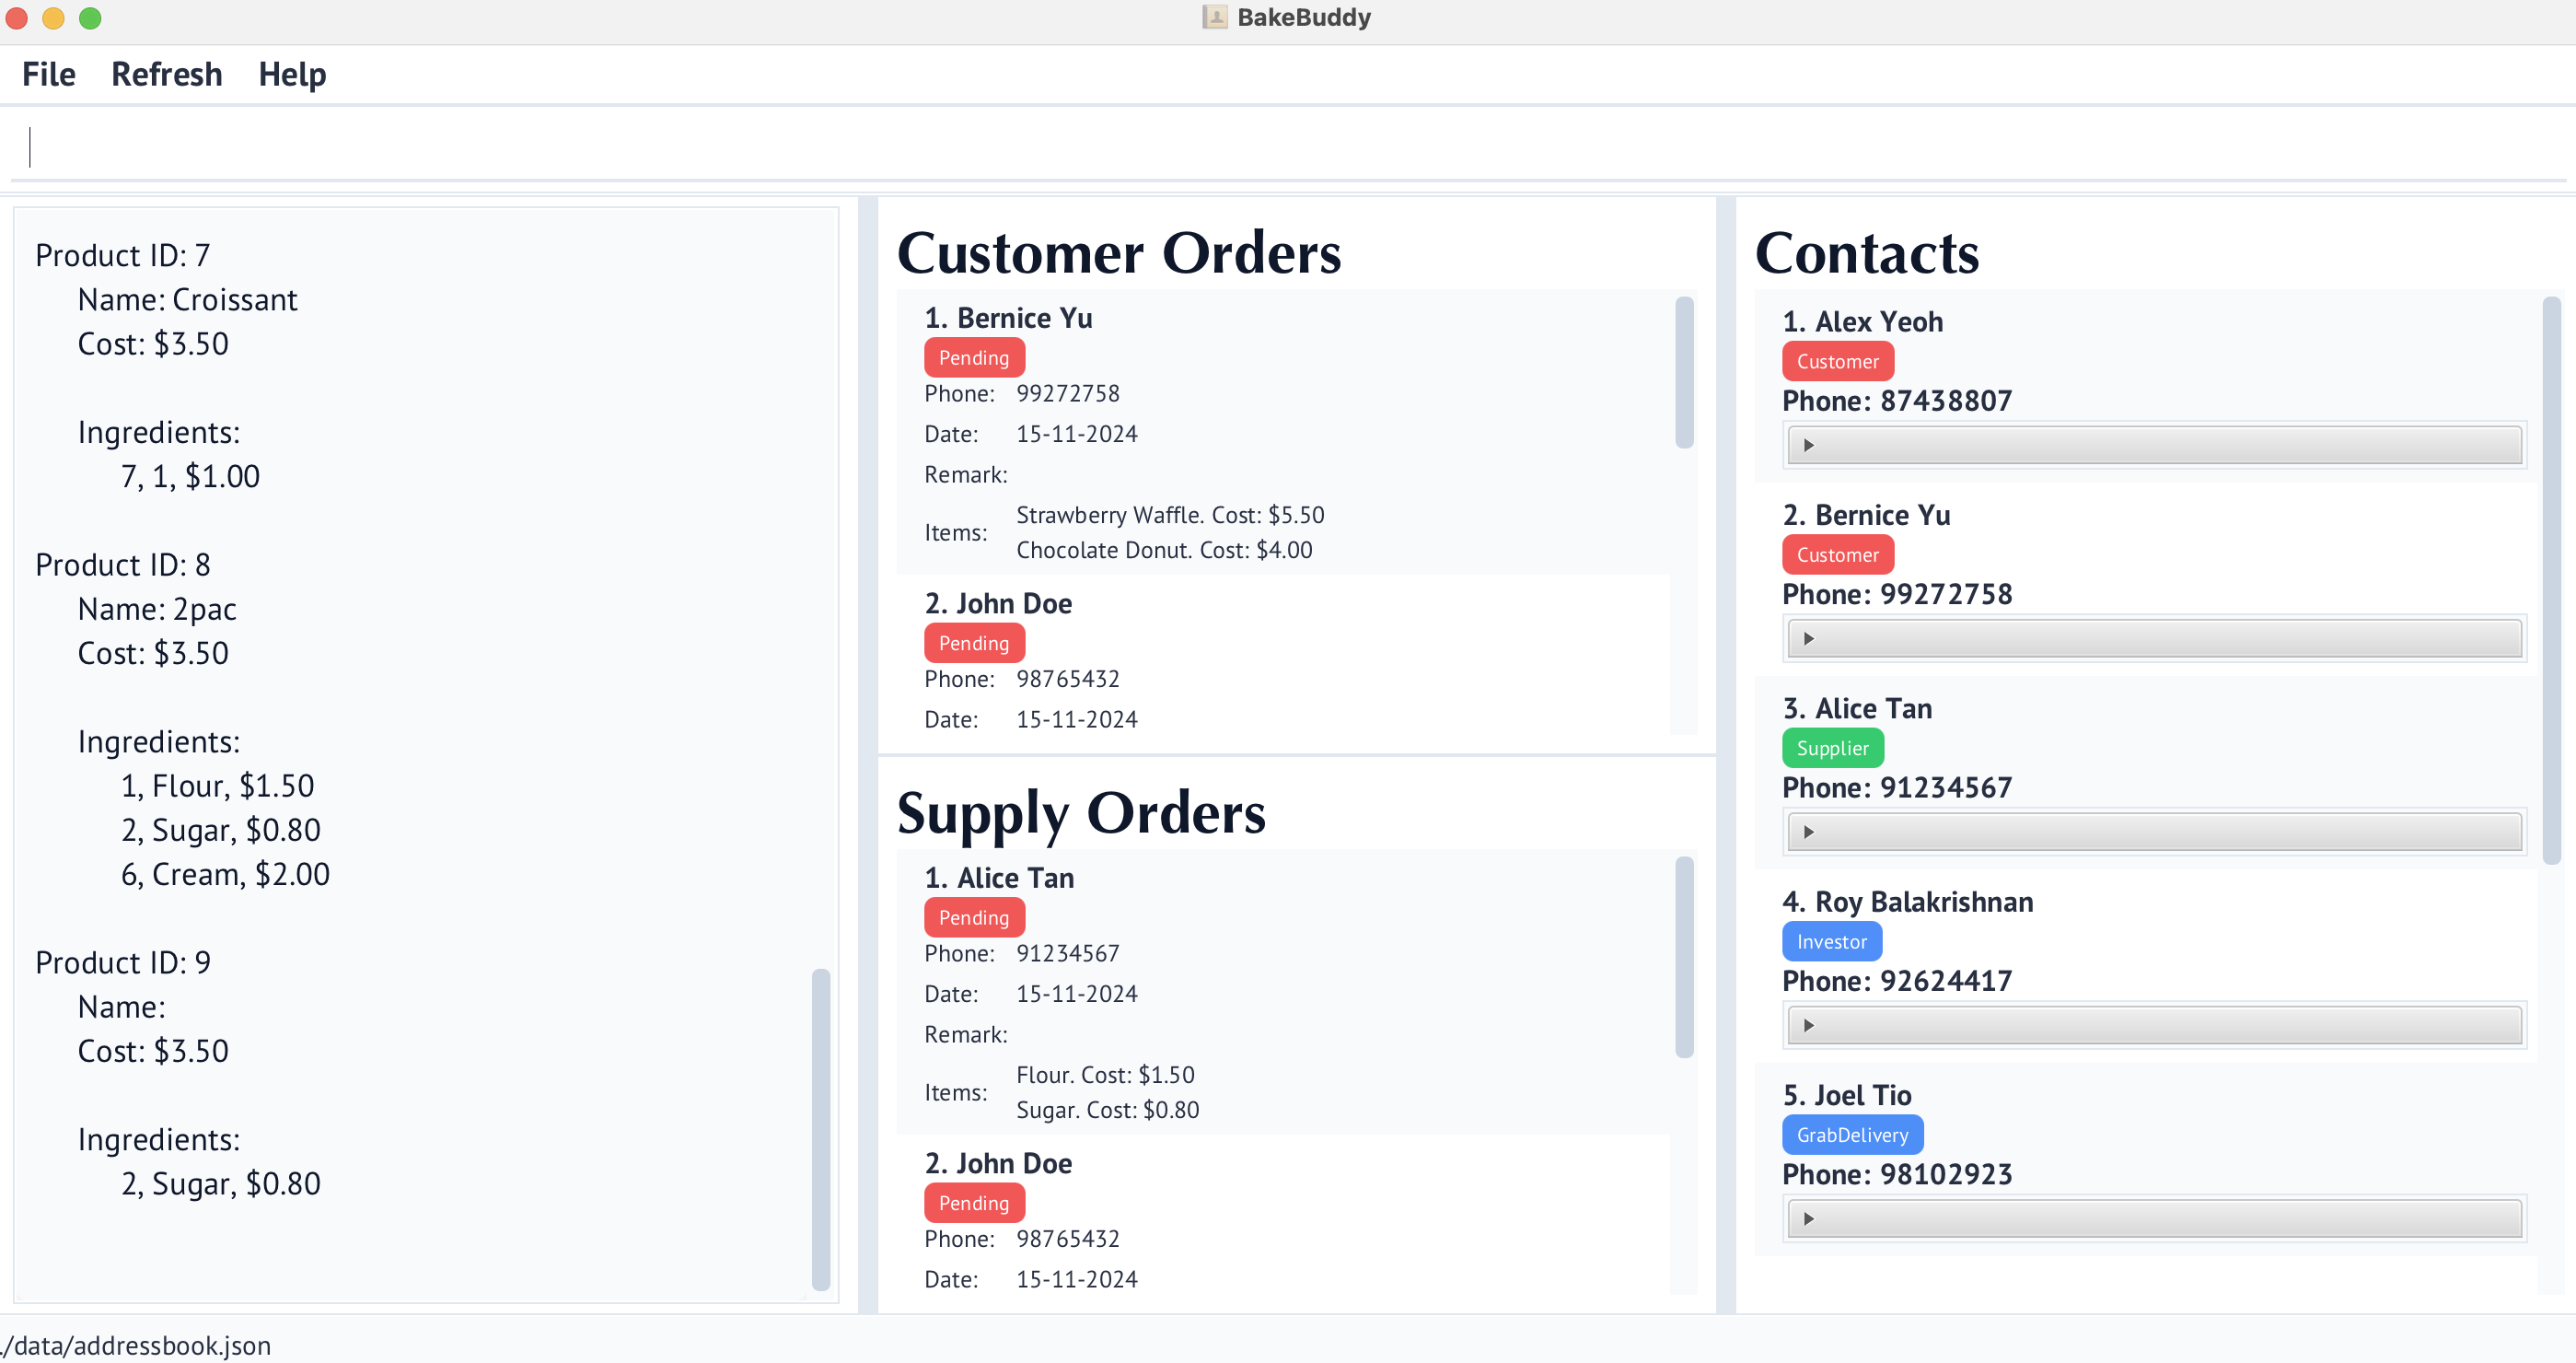 BakeBuddy
File Refresh Help
Product ID: 7
Name: Croissant
Cost: $3.50
Ingredients:
7, 1, $1.00
Product ID: 8
Name: 2pac
Cost: $3.50
Ingredients:
1, Flour, $1.50
2, Sugar, $0.80
6, Cream, $2.00
Product ID: 9
Name:
Cost: $3.50
Ingredients:
2, Sugar, $0.80
Customer Orders
1. Bernice Yu
Pending
Phone: 99272758
Date: 15-11-2024
Remark:
Items: Strawberry Waffle. Cost: $5.50
Chocolate Donut. Cost: $4.00
2. John Doe
Pending
Phone: 98765432
Date: 15-11-2024
Supply Orders
1. Alice Tan
Pending
Phone: 91234567
Date: 15-11-2024
Remark:
Items: Flour. Cost: $1.50
Sugar. Cost: $0.80
2. John Doe
Pending
Phone: 98765432
Date: 15-11-2024
Contacts
1. Alex Yeoh
Customer
Phone: 87438807
2. Bernice Yu
Customer
Phone: 99272758
3. Alice Tan
Supplier
Phone: 91234567
4. Roy Balakrishnan
Investor
Phone: 92624417
5. Joel Tio
GrabDelivery
Phone: 98102923
./data/addressbook.json